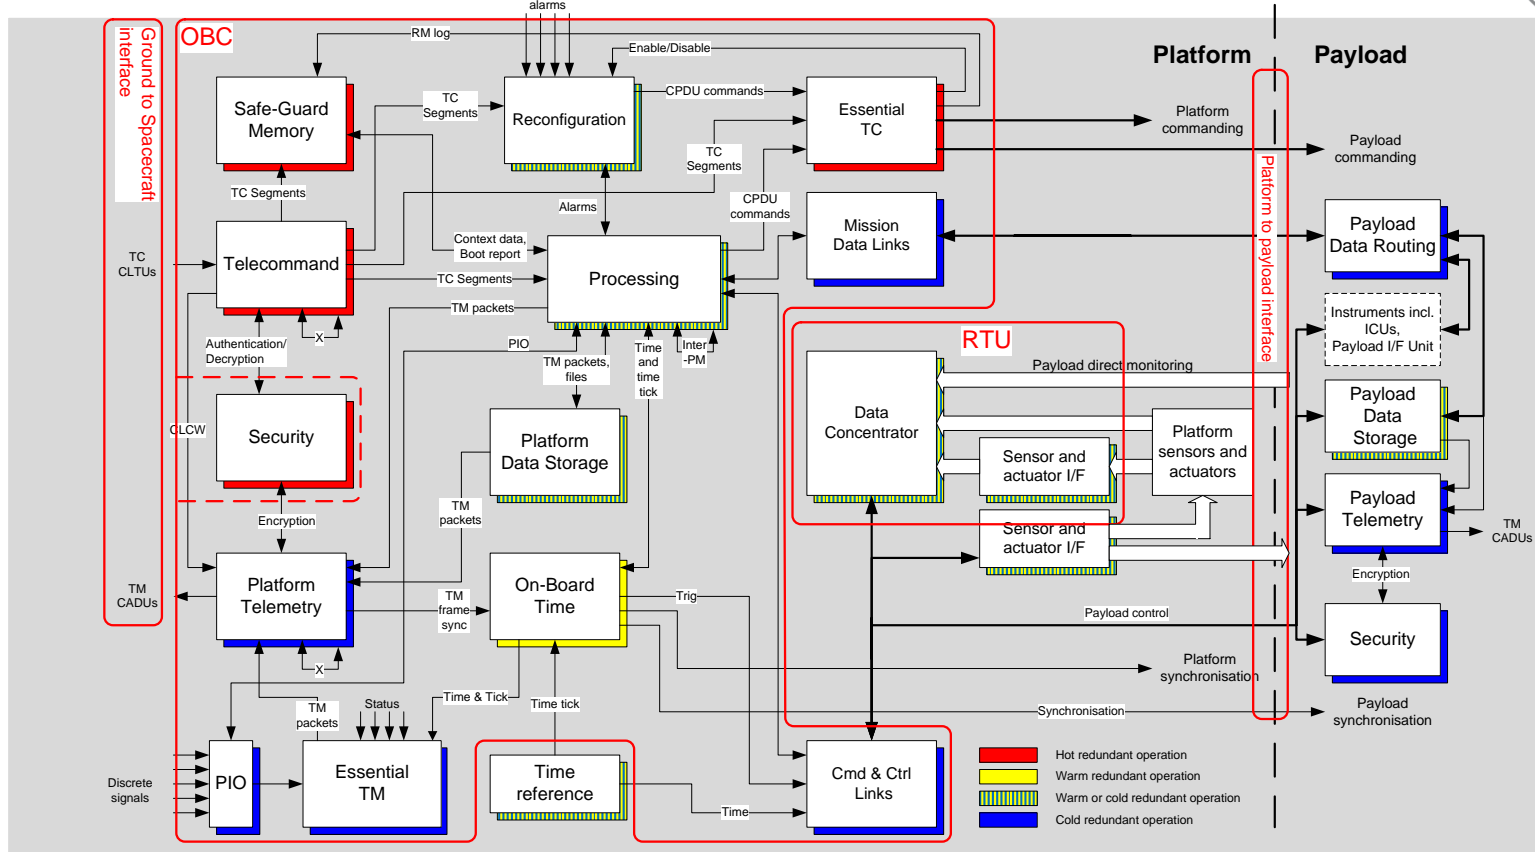 alarms
OBC
RM log
Enable/Disable
Platform
Payload
Ground to Spacecraft
interface
Safe-Guard
Memory
TC
Segments
Reconfiguration
CPDU commands
Essential
TC
Platform
commanding
Payload
commanding
TC
Segments
TC Segments
Alarms
CPDU
commands
Mission
Data Links
Payload
Data Routing
Platform to payload interface
TC
CLTUs
Telecommand
Context data,
Boot report
TC Segments
Processing
TM packets
X
Authentication/
Decryption
PIO
TM packets,
files
Time
and
time
tick
Inter
-PM
RTU
Instruments incl.
ICUs,
Payload I/F Unit
Payload direct monitoring
CLCW
Security
Platform
Data Storage
Data
Concentrator
Sensor and
actuator I/F
Platform
sensors and
actuators
Payload
Data
Storage
Encryption
TM
packets
Sensor and
actuator I/F
Payload
Telemetry
TM
CADUs
TM
CADUs
Platform
Telemetry
TM
frame
sync
On-Board
Time
Trig
Encryption
Payload control
Security
X
Platform
synchronisation
TM
packets
Status
Time & Tick
Time tick
Synchronisation
Payload
synchronisation
Discrete
signals
PIO
Essential
TM
Time
reference
Time
Cmd & Ctrl
Links
Hot redundant operation
Warm redundant operation
Warm or cold redundant operation
Cold redundant operation